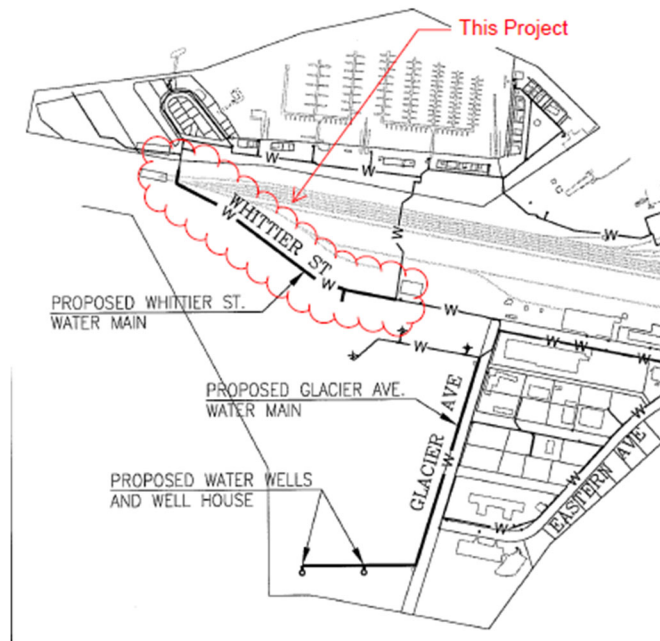 This Project
W
W
W
WHITTIER ST
W
W
W
PROPOSED WHITTIER ST.
WATER MAIN
W
W
W
W
W
PROPOSED GLACIER AVE.
WATER MAIN
GLACIER AVE
W
W
W
W
EASTERN AVE
PROPOSED WATER WELLS
AND WELL HOUSE